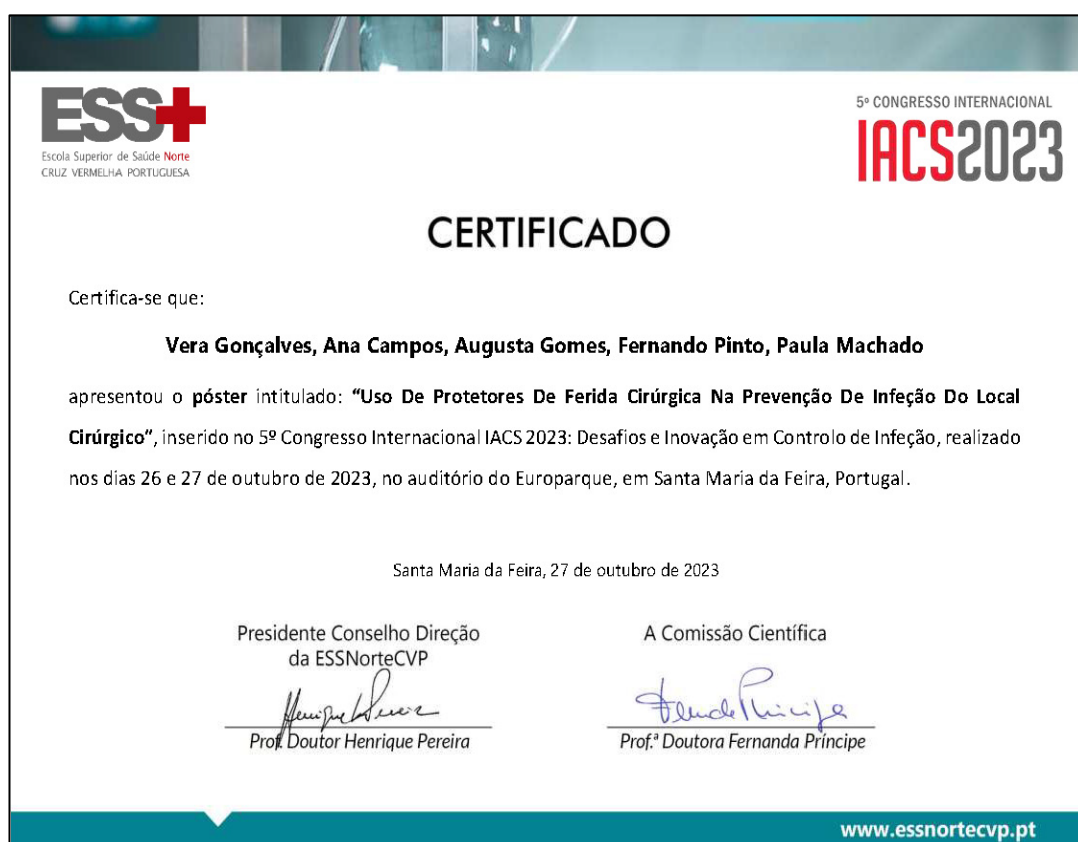 ESS+
Escola Superior de Saúde Norte
CRUZ VERMELHA PORTUGUESA
5º CONGRESSO INTERNACIONAL
IACS2023
CERTIFICADO
Certifica-se que:
Vera Gonçalves, Ana Campos, Augusta Gomes, Fernando Pinto, Paula Machado
apresentou o póster intitulado: “Uso De Protetores De Ferida Cirúrgica Na Prevenção De Infeção Do Local
Cirúrgico”, inserido no 5º Congresso Internacional IACS 2023: Desafios e Inovação em Controlo de Infeção, realizado
nos dias 26 e 27 de outubro de 2023, no auditório do Europarque, em Santa Maria da Feira, Portugal.
Santa Maria da Feira, 27 de outubro de 2023
Presidente Conselho Direção
da ESSNorteCVP
Prof. Doutor Henrique Pereira
A Comissão Científica
Prof.ª Doutora Fernanda Príncipe
www.essnortecvp.pt